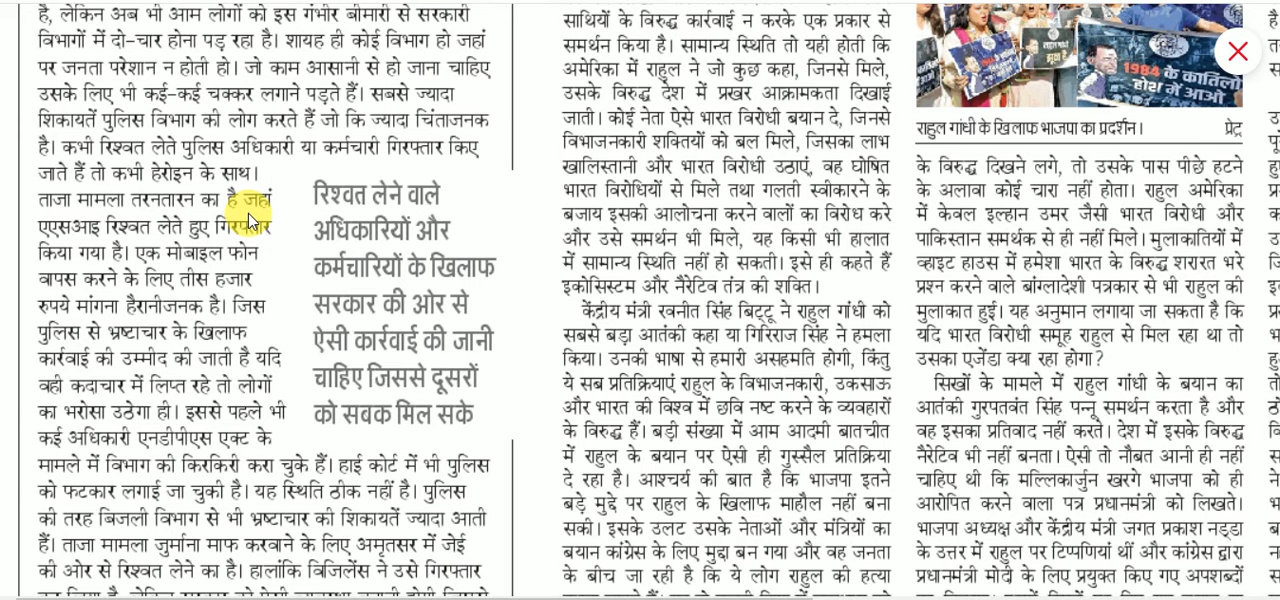 है, लेकिन अब भी आम लोगों को इस गंभीर बीमारी से सरकारी
विभागों में दो-चार होना पड़ रहा है। शायह ही कोई विभाग हो जहां
पर जनता परेशान न होती हो। जो काम आसानी से हो जाना चाहिए
उसके लिए भी कई-कई चक्कर लगाने पड़ते हैं। सबसे ज्यादा
शिकायतें पुलिस विभाग की लोग करते हैं जो कि ज्यादा चिंताजनक
है। कभी रिश्वत लेते पुलिस अधिकारी या कर्मचारी गिरफ्तार किए
जाते हैं तो कभी हेरोइन के साथ।
ताजा मामला तरनतारन का है जहां
एएसआइ रिश्वत लेते हुए गिरफ्तार
किया गया है। एक मोबाइल फोन
वापस करने के लिए तीस हजार
रुपये मांगना हैरानीजनक है। जिस
पुलिस से भ्रष्टाचार के खिलाफ
कार्रवाई की उम्मीद की जाती है यदि
वही कदाचार में लिप्त रहे तो लोगों
का भरोसा उठेगा ही। इससे पहले भी
कई अधिकारी एनडीपीएस एक्ट के
मामले में विभाग की किरकिरी करा चुके हैं। हाई कोर्ट में भी पुलिस
को फटकार लगाई जा चुकी है। यह स्थिति ठीक नहीं है। पुलिस
की तरह बिजली विभाग से भी भ्रष्टाचार की शिकायतें ज्यादा आती
हैं। ताजा मामला जुर्माना माफ करवाने के लिए अमृतसर में जेई
की ओर से रिश्वत लेने का है। हालांकि विजिलेंस ने उसे गिरफ्तार
रिश्वत लेने वाले
अधिकारियों और
कर्मचारियों के खिलाफ
सरकार की ओर से
ऐसी कार्रवाई की जानी
चाहिए जिससे दूसरों
को सबक मिल सके
साथियों के विरुद्ध कार्रवाई न करके एक प्रकार से
समर्थन किया है। सामान्य स्थिति तो यही होती कि
अमेरिका में राहुल ने जो कुछ कहा, जिनसे मिले,
उसके विरुद्ध देश में प्रखर आक्रामकता दिखाई
जाती। कोई नेता ऐसे भारत विरोधी बयान दे, जिनसे
विभाजनकारी शक्तियों को बल मिले, जिसका लाभ
खालिस्तानी और भारत विरोधी उठाएं, वह घोषित
भारत विरोधियों से मिले तथा गलती स्वीकारने के
बजाय इसकी आलोचना करने वालों का विरोध करे
और उसे समर्थन भी मिले, यह किसी भी हालात
में सामान्य स्थिति नहीं हो सकती। इसे ही कहते हैं
इकोसिस्टम और नैरेटिव तंत्र की शक्ति।
केंद्रीय मंत्री रवनीत सिंह बिट्टू ने राहुल गांधी को
सबसे बड़ा आतंकी कहा या गिरिराज सिंह ने हमला
किया। उनकी भाषा से हमारी असहमति होगी, किंतु
ये सब प्रतिक्रियाएं राहुल के विभाजनकारी, उकसाऊ
और भारत की विश्व में छवि नष्ट करने के व्यवहारों
के विरुद्ध हैं। बड़ी संख्या में आम आदमी बातचीत
में राहुल के बयान पर ऐसी ही गुस्सैल प्रतिक्रिया
दे रहा है। आश्चर्य की बात है कि भाजपा इतने
बड़े मुद्दे पर राहुल के खिलाफ माहौल नहीं बना
सकी। इसके उलट उसके नेताओं और मंत्रियों का
बयान कांग्रेस के लिए मुद्दा बन गया और वह जनता
के बीच जा रही है कि ये लोग राहुल की हत्या
1984 के कातिलो
होश में आओ
राहुल गांधी के खिलाफ भाजपा का प्रदर्शन। प्रेट्र
के विरुद्ध दिखने लगे, तो उसके पास पीछे हटने
के अलावा कोई चारा नहीं होता। राहुल अमेरिका
में केवल इल्हान उमर जैसी भारत विरोधी और
पाकिस्तान समर्थक से ही नहीं मिले। मुलाकातियों में
व्हाइट हाउस में हमेशा भारत के विरुद्ध शरारत भरे
प्रश्न करने वाले बांग्लादेशी पत्रकार से भी राहुल की
मुलाकात हुई। यह अनुमान लगाया जा सकता है कि
यदि भारत विरोधी समूह राहुल से मिल रहा था तो
उसका एजेंडा क्या रहा होगा?
सिखों के मामले में राहुल गांधी के बयान का
आतंकी गुरपतवंत सिंह पन्नू समर्थन करता है और
वह इसका प्रतिवाद नहीं करते। देश में इसके विरुद्ध
नैरेटिव भी नहीं बनता। ऐसी तो नौबत आनी ही नहीं
चाहिए थी कि मल्लिकार्जुन खरगे भाजपा को ही
आरोपित करने वाला पत्र प्रधानमंत्री को लिखते।
भाजपा अध्यक्ष और केंद्रीय मंत्री जगत प्रकाश नड्डा
के उत्तर में राहुल पर टिप्पणियां थीं और कांग्रेस द्वारा
प्रधानमंत्री मोदी के लिए प्रयुक्त किए गए अपशब्दों